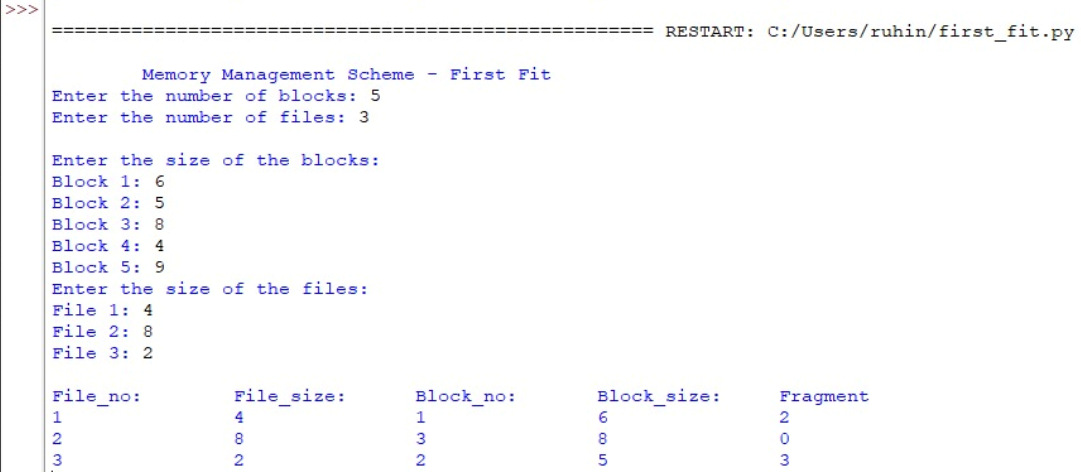 >>>
===================================================== RESTART: C:/Users/ruhin/first_fit.py
Memory Management Scheme - First Fit
Enter the number of blocks: 5
Enter the number of files: 3
Enter the size of the blocks:
Block 1: 6
Block 2: 5
Block 3: 8
Block 4: 4
Block 5: 9
Enter the size of the files:
File 1: 4
File 2: 8
File 3: 2
File_no: File_size: Block_no: Block_size: Fragment
1 4 1 6 2
2 8 3 8 0
3 2 2 5 3